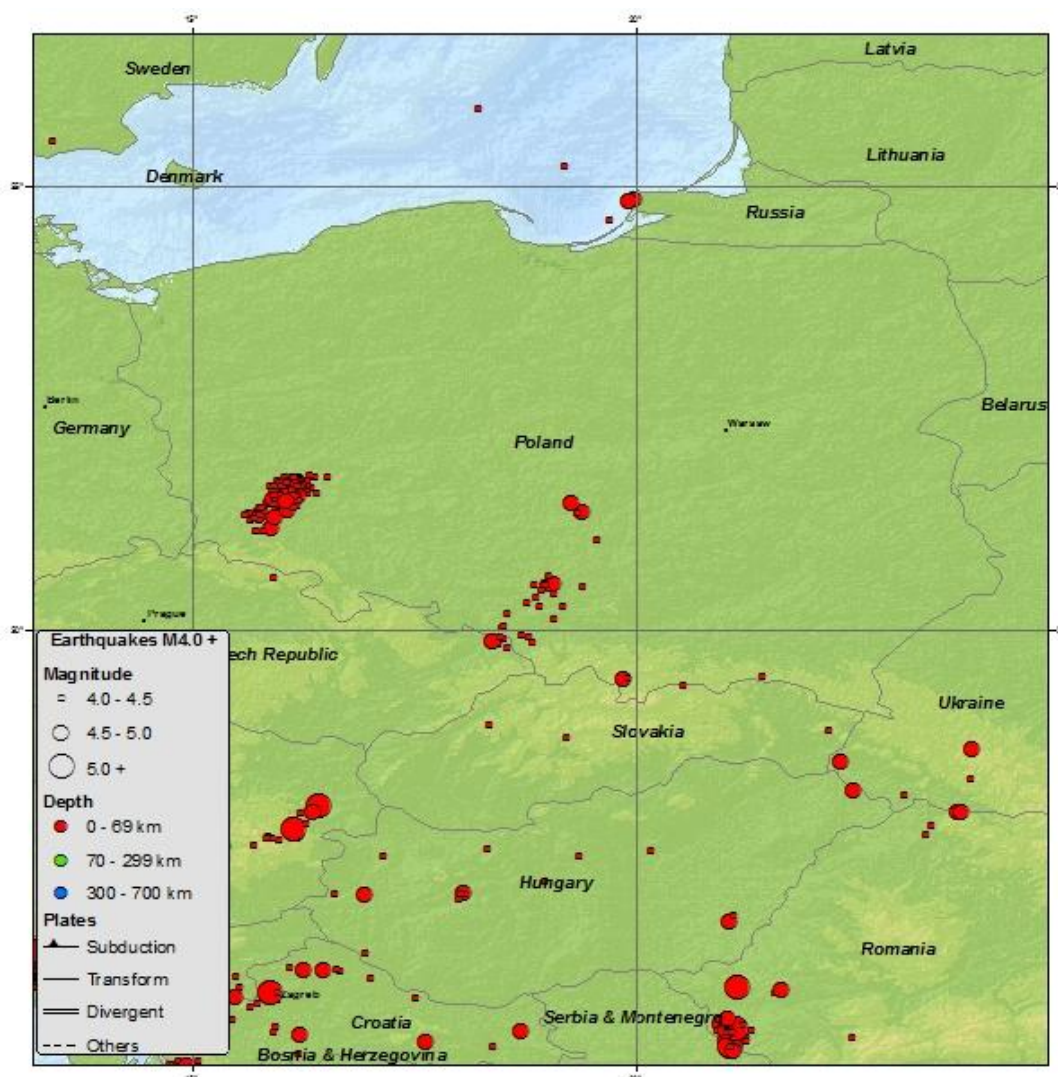 15°
20°
Latvia
Sweden
Lithuania
Denmark
Russia
Berlin
Belarus
Germany
Poland
Warsaw
Prague
ech Republic
Ukraine
Slovakia
Hungary
Romania
Zagreb
Croatia
Serbia & Montenegro
Bosnia & Herzegovina
Earthquakes M4.0 +
Magnitude
4.0 - 4.5
4.5 - 5.0
5.0 +
Depth
0 - 69 km
70 - 299 km
300 - 700 km
Plates
Subduction
Transform
Divergent
Others